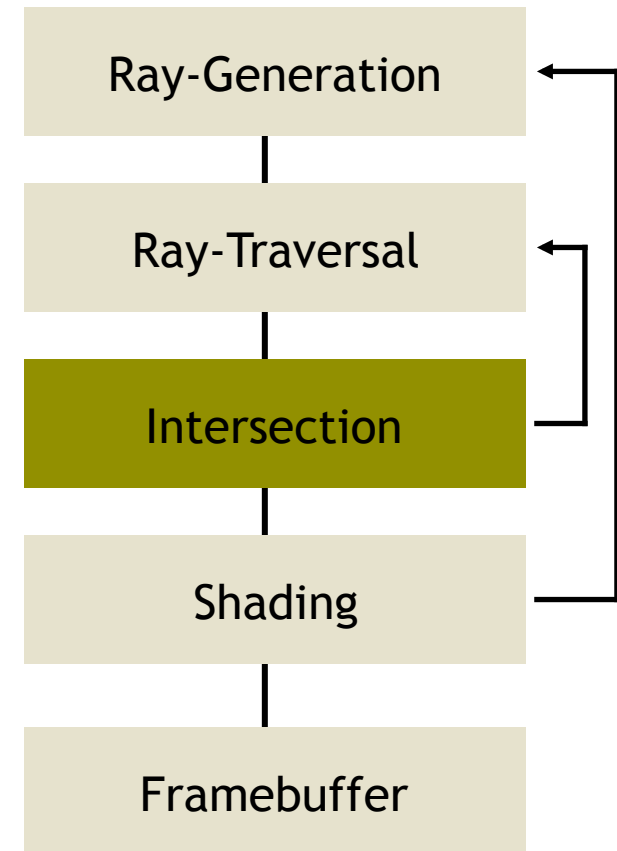 Ray-Generation
Ray-Traversal
Intersection
Shading
Framebuffer